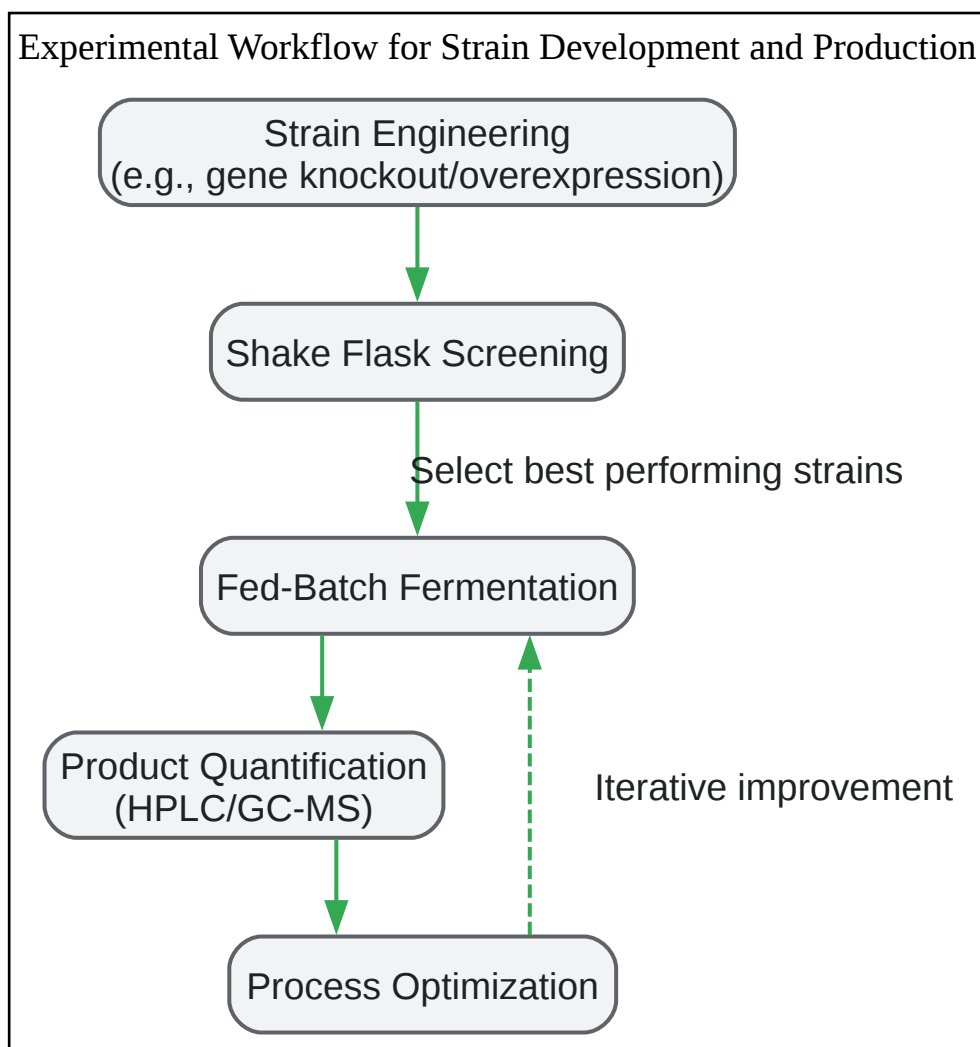 Experimental Workflow for Strain Development and Production
Strain Engineering
(e.g., gene knockout/overexpression)
Shake Flask Screening
Select best performing strains
Fed-Batch Fermentation
Product Quantification
(HPLC/GC-MS)
Iterative improvement
Process Optimization